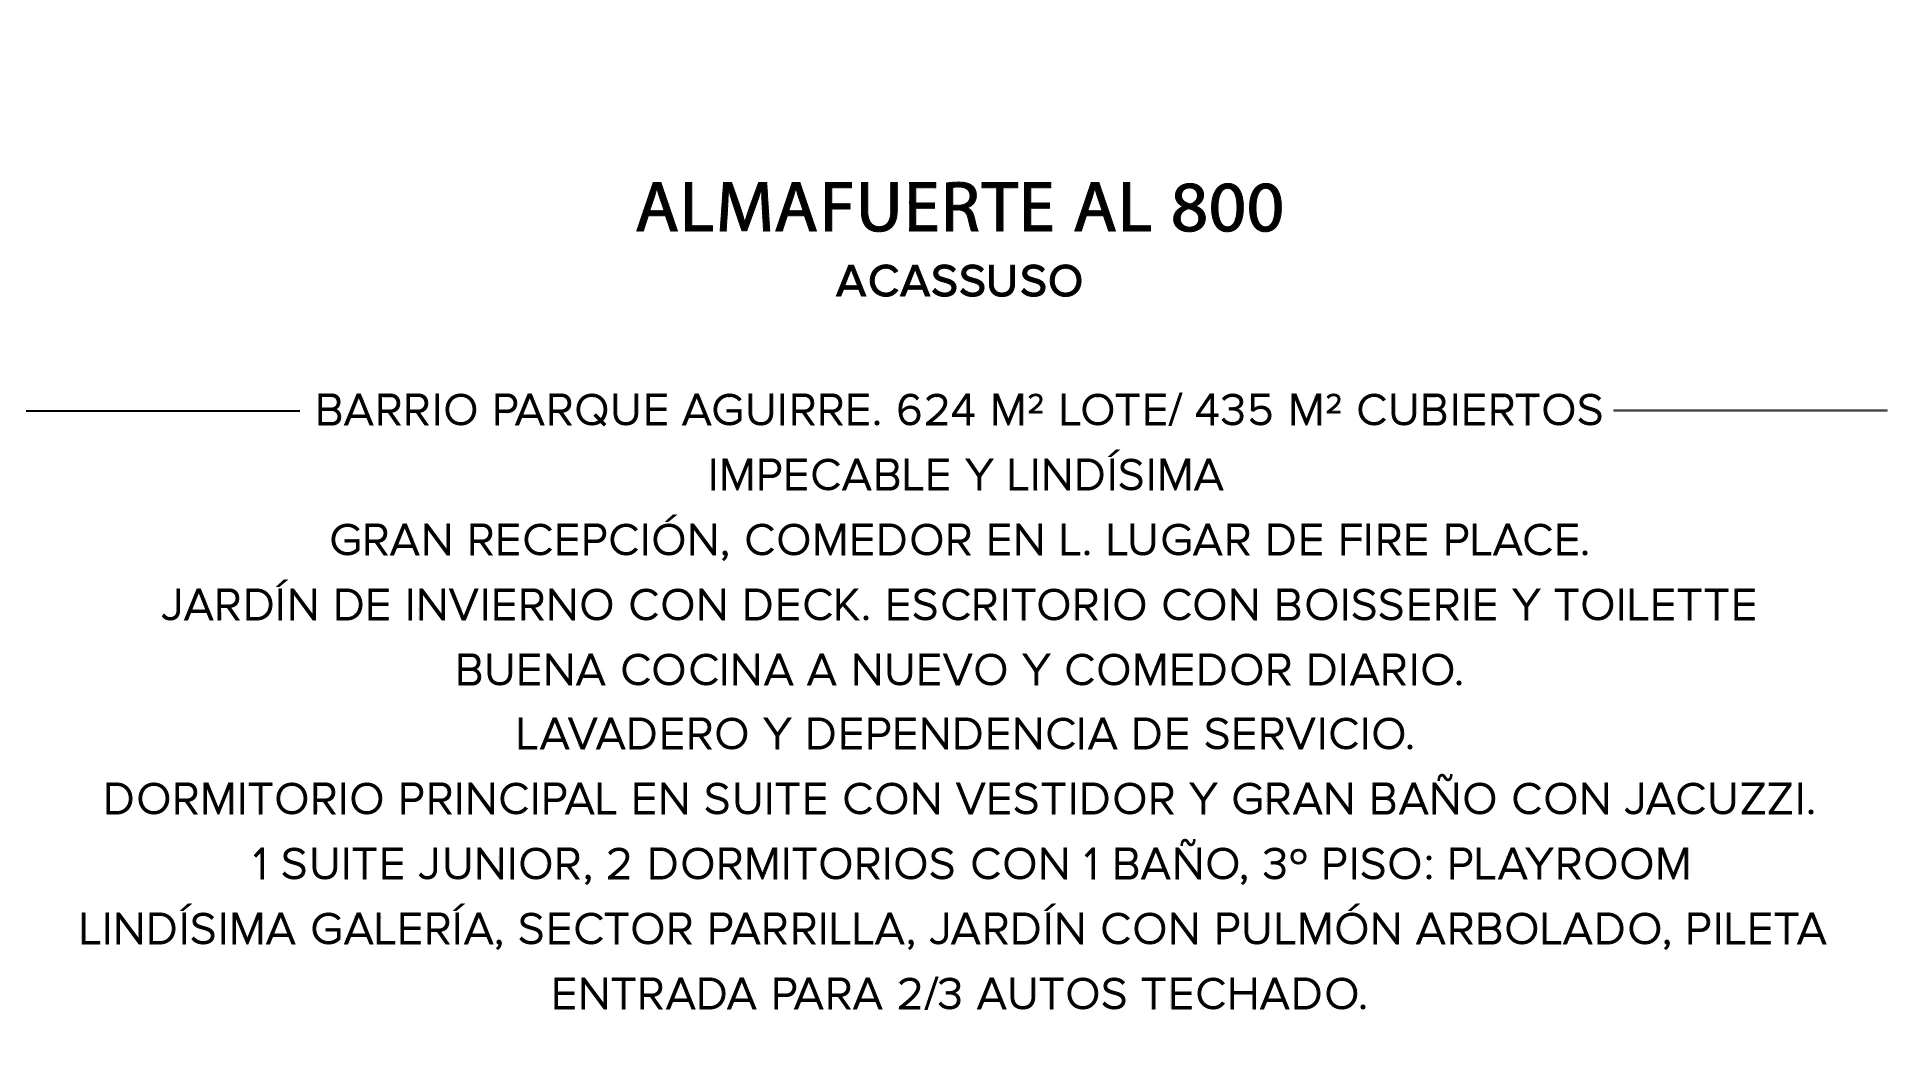 ALMAFUERTE AL 800
ACASSUSO
BARRIO PARQUE AGUIRRE. 624 M² LOTE/ 435 M² CUBIERTOS
IMPECABLE Y LINDÍSIMA
GRAN RECEPCIÓN, COMEDOR EN L. LUGAR DE FIRE PLACE.
JARDÍN DE INVIERNO CON DECK. ESCRITORIO CON BOISSERIE Y TOILETTE
BUENA COCINA A NUEVO Y COMEDOR DIARIO.
LAVADERO Y DEPENDENCIA DE SERVICIO.
DORMITORIO PRINCIPAL EN SUITE CON VESTIDOR Y GRAN BAÑO CON JACUZZI.
1 SUITE JUNIOR, 2 DORMITORIOS CON 1 BAÑO, 3º PISO: PLAYROOM
LINDÍSIMA GALERÍA, SECTOR PARRILLA, JARDÍN CON PULMÓN ARBOLADO, PILETA
ENTRADA PARA 2/3 AUTOS TECHADO.